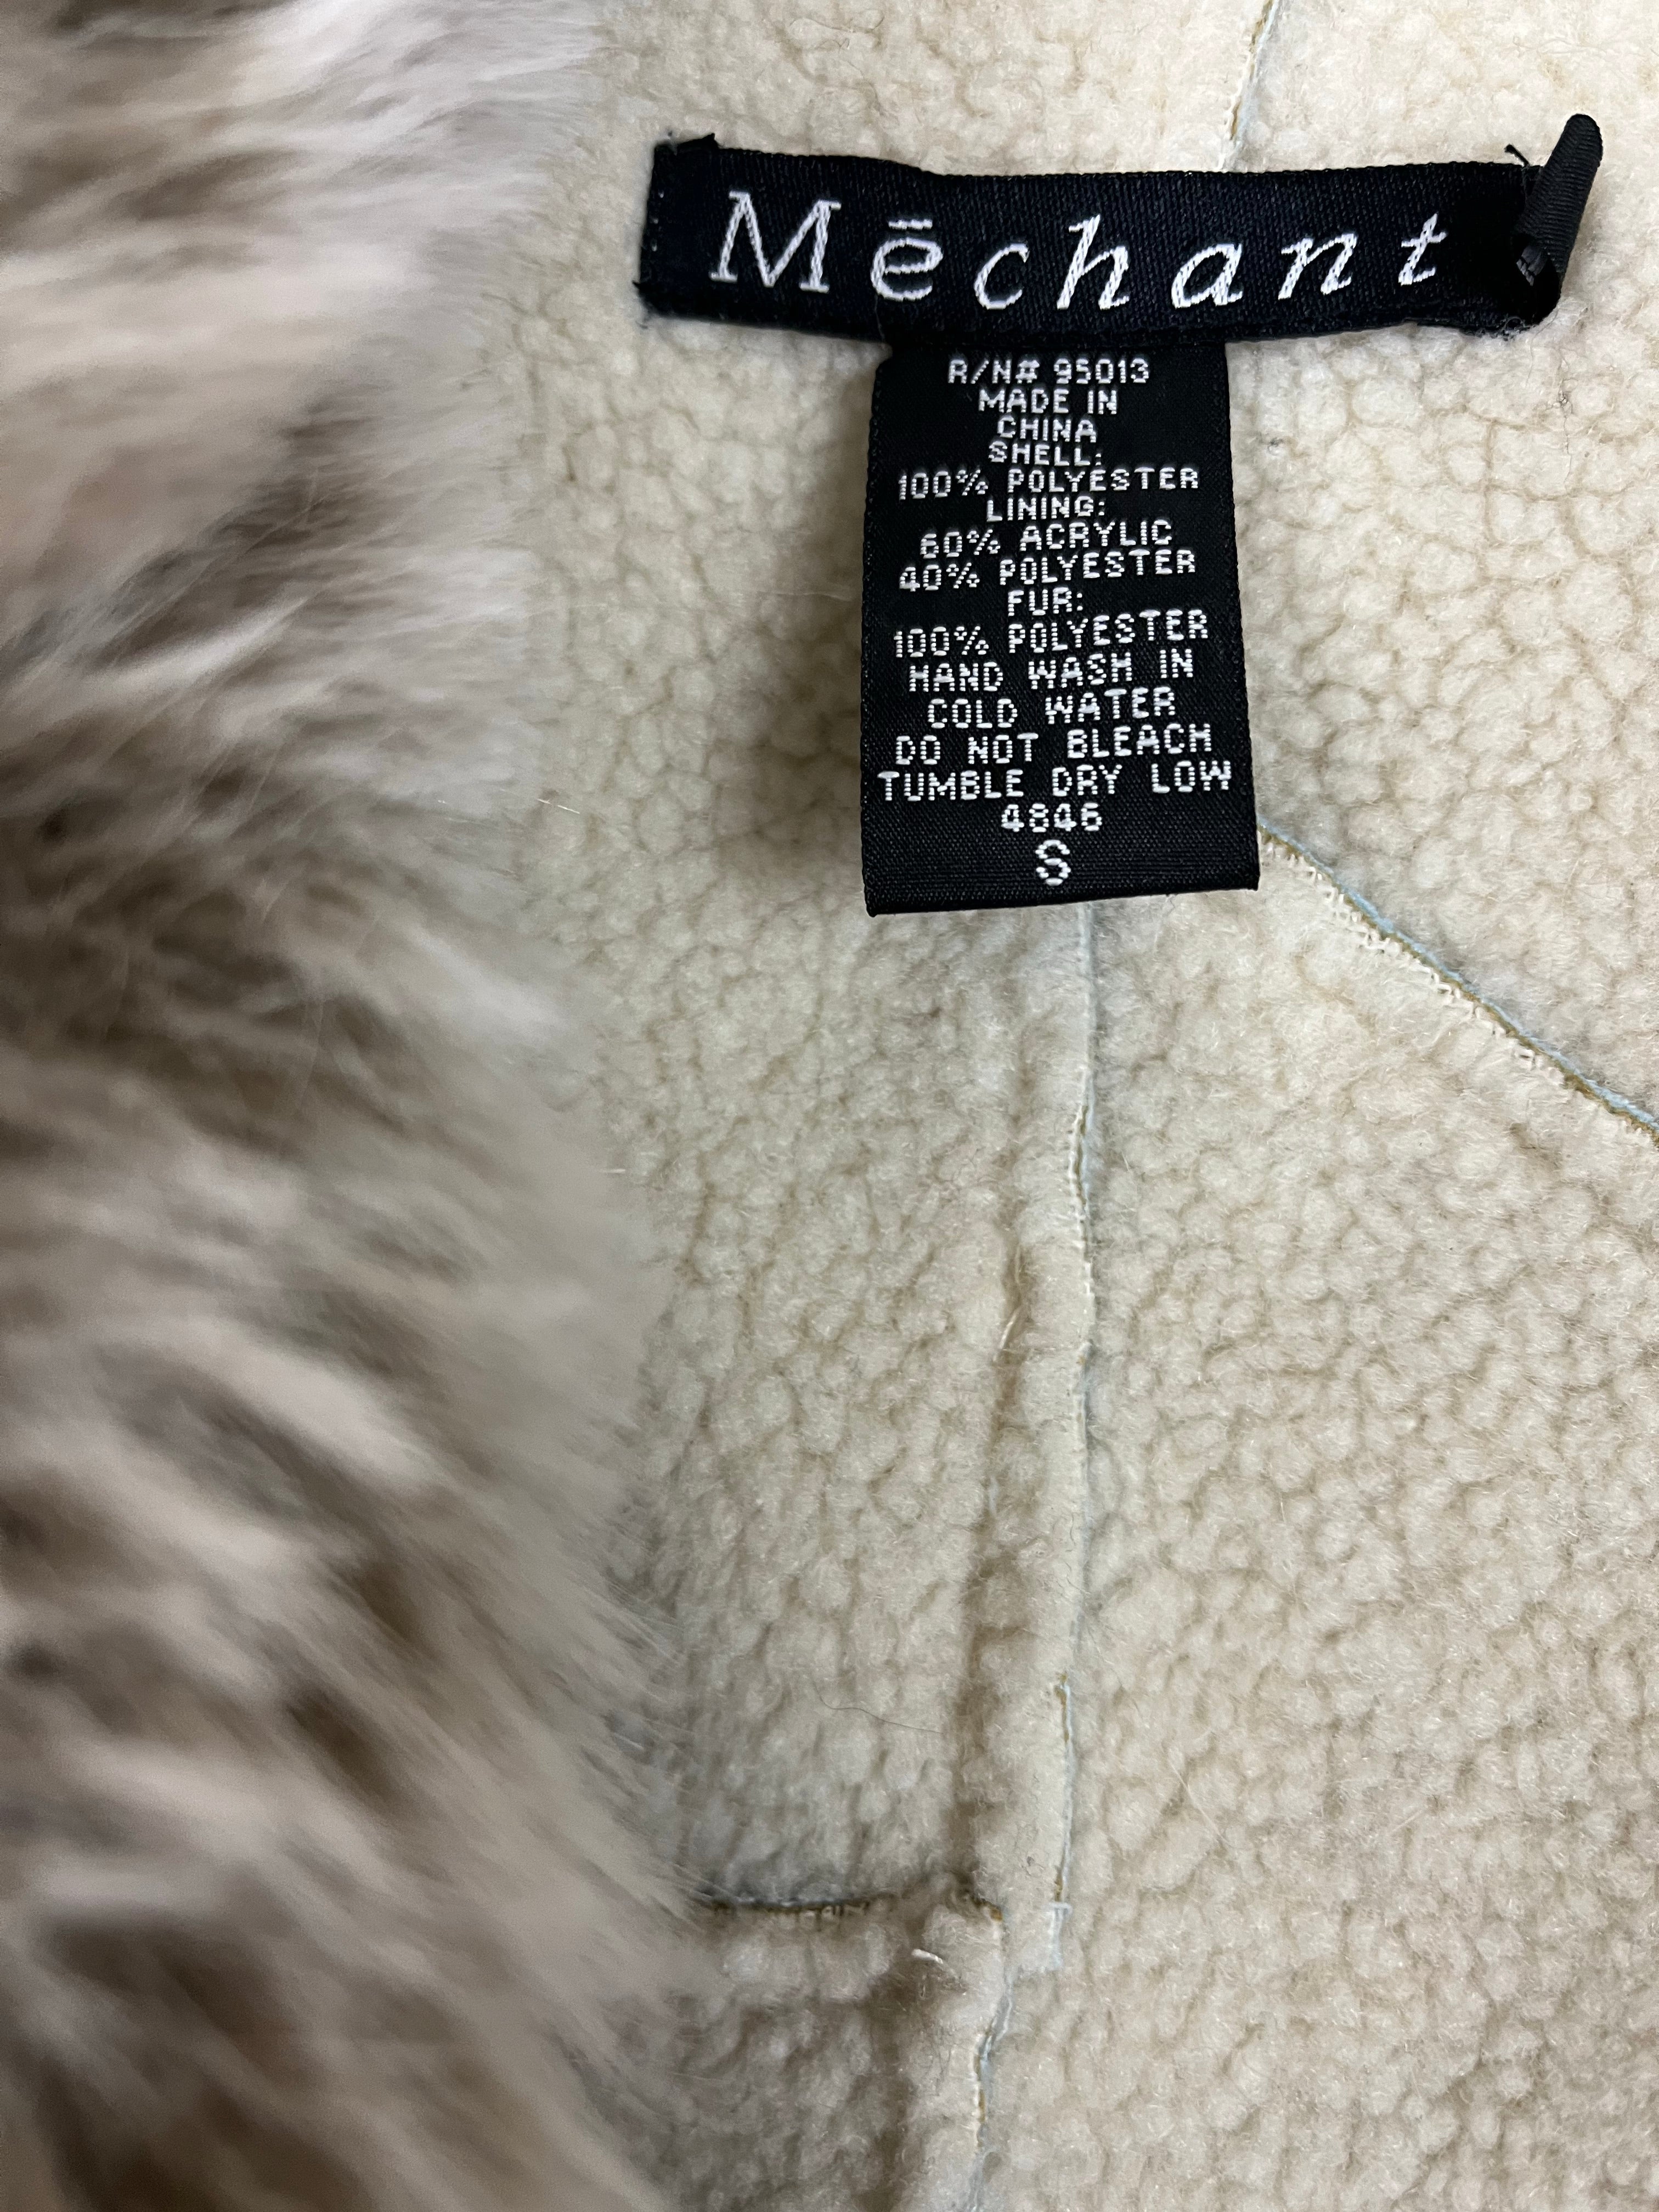 Mēchant
R/N# 95013
MADE IN
CHINA
SHELL:
100% POLYESTER
LINING:
60% ACRYLIC
40% POLYESTER
FUR:
100% POLYESTER
HAND WASH IN
COLD WATER
DO NOT BLEACH
TUMBLE DRY LOW
4846
S